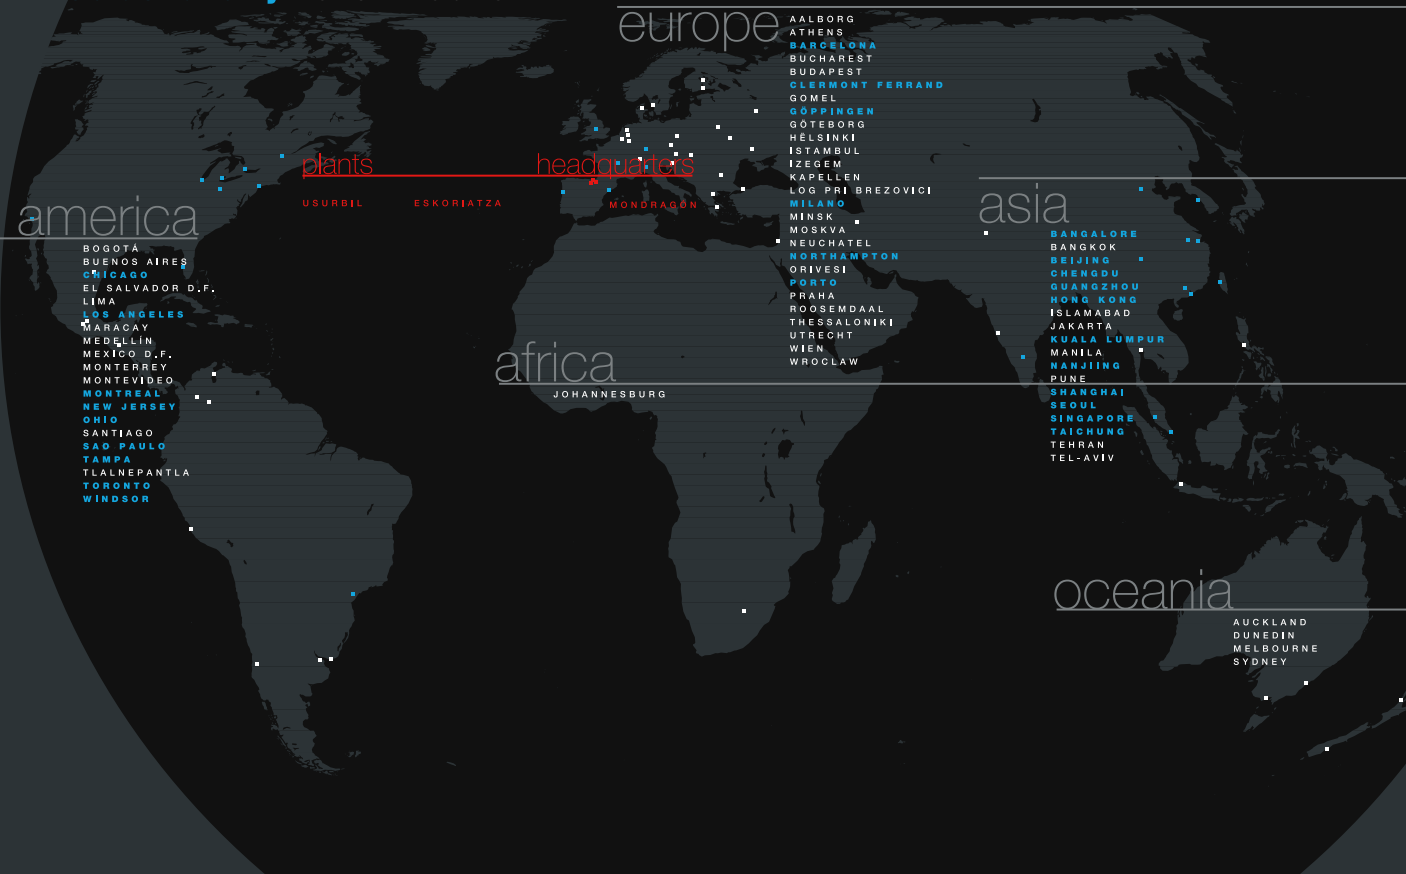 europe
AALBORG
ATHENS
BARCELONA
BUCHAREST
BUDAPEST
CLERMONT FERRAND
GOMEL
GÖPPINGEN
GÖTEBORG
HËLSINKI
ISTAMBUL
IZEGEM
KAPELLEN
LOG PRI BREZOVICI
MILANO
MINSK
MOSKVA
NEUCHATEL
NORTHAMPTON
ORIVESI
PORTO
PRAHA
ROOSEMDAAL
THESSALONIKI
UTRECHT
WIEN
WROCLAW
plants
USURBIL
ESKORIATZA
headquarters
MONDRAGON
america
BOGOTÁ
BUENOS AIRES
CHICAGO
EL SALVADOR D.F.
LIMA
LOS ANGELES
MARACAY
MEDELLÍN
MEXICO D.F.
MONTERREY
MONTEVIDEO
MONTREAL
NEW JERSEY
OHIO
SANTIAGO
SAO PAULO
TAMPA
TLALNEPANTLA
TORONTO
WINDSOR
africa
JOHANNESBURG
asia
BANGALORE
BANGKOK
BEIJING
CHENGDU
GUANGZHOU
HONG KONG
ISLAMABAD
JAKARTA
KUALA LUMPUR
MANILA
NANJIING
PUNE
SHANGHAI
SEOUL
SINGAPORE
TAICHUNG
TEHRAN
TEL-AVIV
oceania
AUCKLAND
DUNEDIN
MELBOURNE
SYDNEY